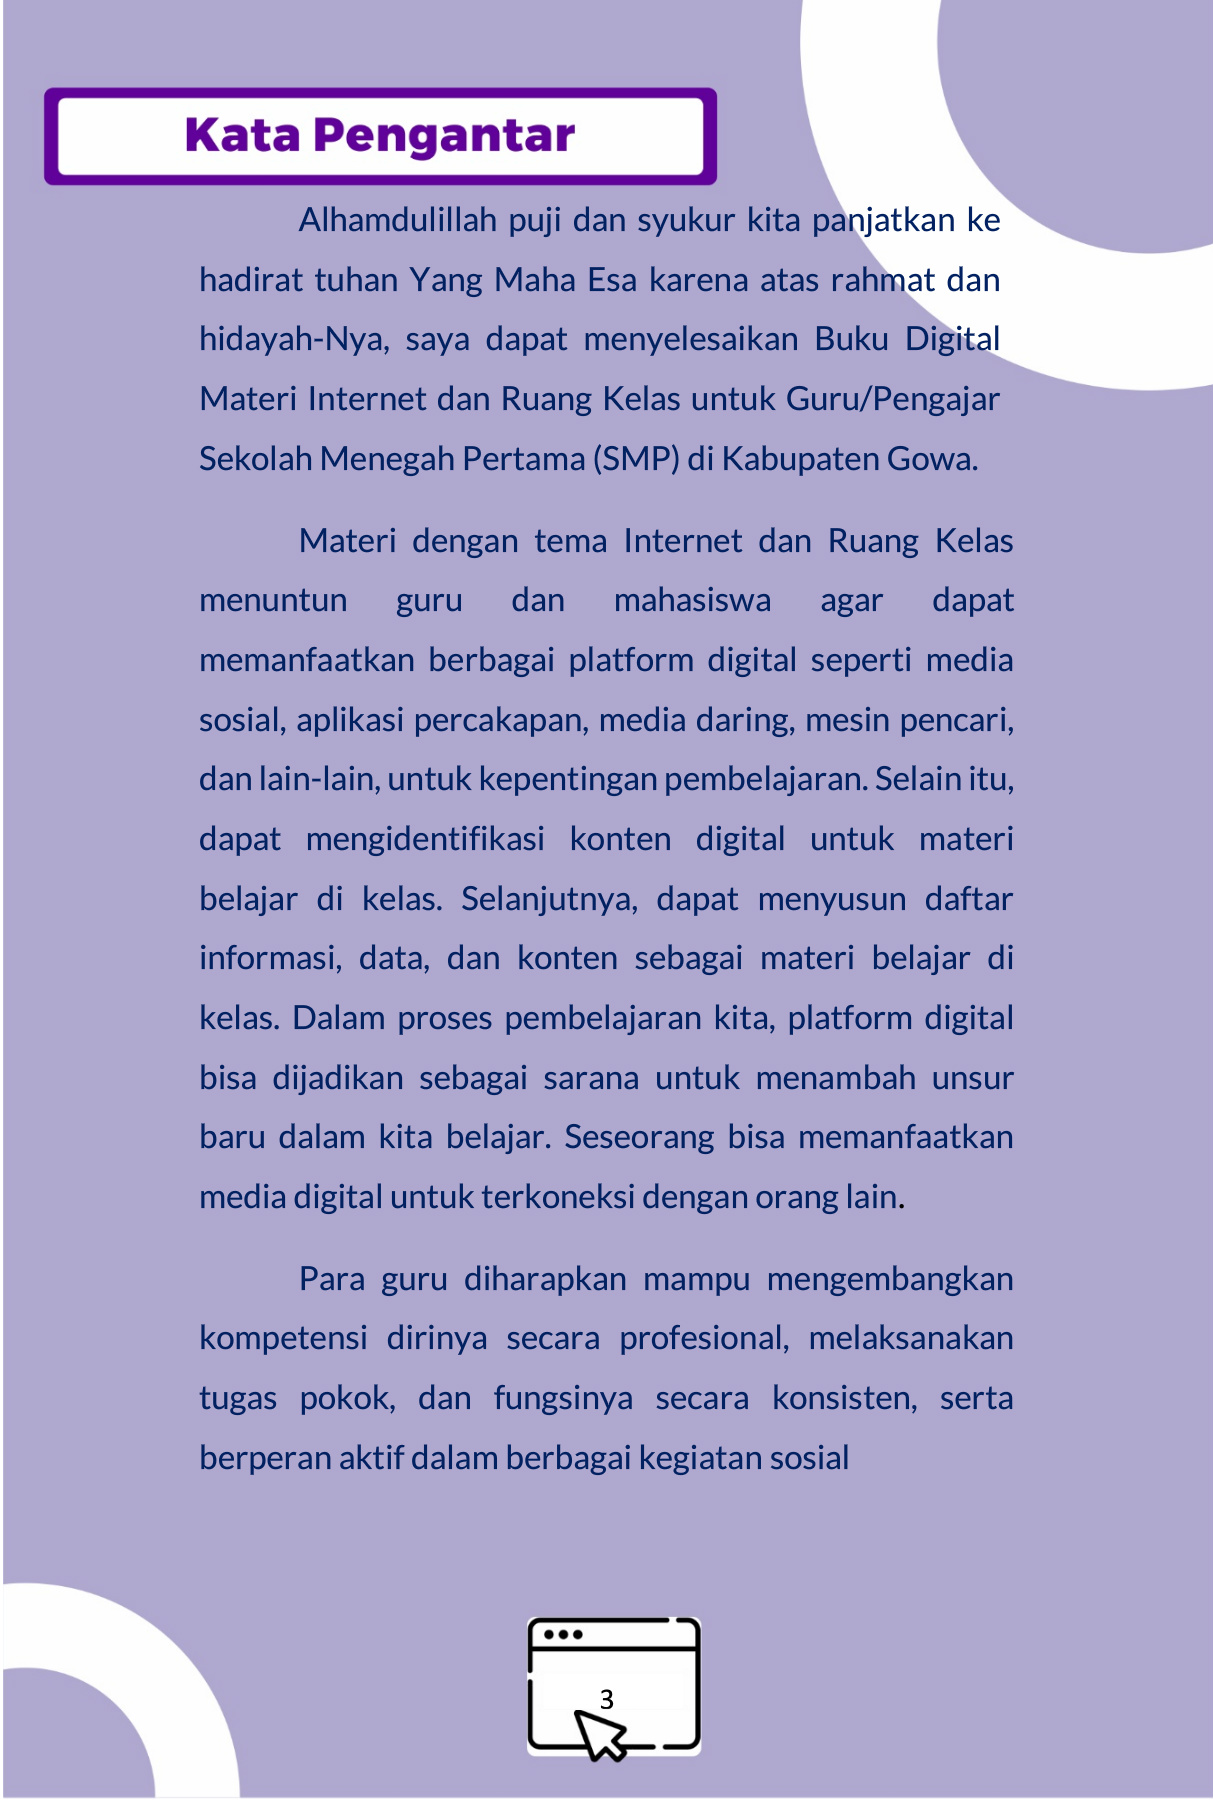 Kata Pengantar
Alhamdulillah puji dan syukur kita panjatkan ke
hadirat tuhan Yang Maha Esa karena atas rahmat dan
hidayah-Nya, saya dapat menyelesaikan Buku Digital
Materi Internet dan Ruang Kelas untuk Guru/Pengajar
Sekolah Menegah Pertama (SMP) di Kabupaten Gowa.
Materi dengan tema Internet dan Ruang Kelas
menuntun guru dan mahasiswa agar dapat
memanfaatkan berbagai platform digital seperti media
sosial, aplikasi percakapan, media daring, mesin pencari,
dan lain-lain, untuk kepentingan pembelajaran. Selain itu,
dapat mengidentifikasi konten digital untuk materi
belajar di kelas. Selanjutnya, dapat menyusun daftar
informasi, data, dan konten sebagai materi belajar di
kelas. Dalam proses pembelajaran kita, platform digital
bisa dijadikan sebagai sarana untuk menambah unsur
baru dalam kita belajar. Seseorang bisa memanfaatkan
media digital untuk terkoneksi dengan orang lain.
Para guru diharapkan mampu mengembangkan
kompetensi dirinya secara profesional, melaksanakan
tugas pokok, dan fungsinya secara konsisten, serta
berperan aktif dalam berbagai kegiatan sosial
3